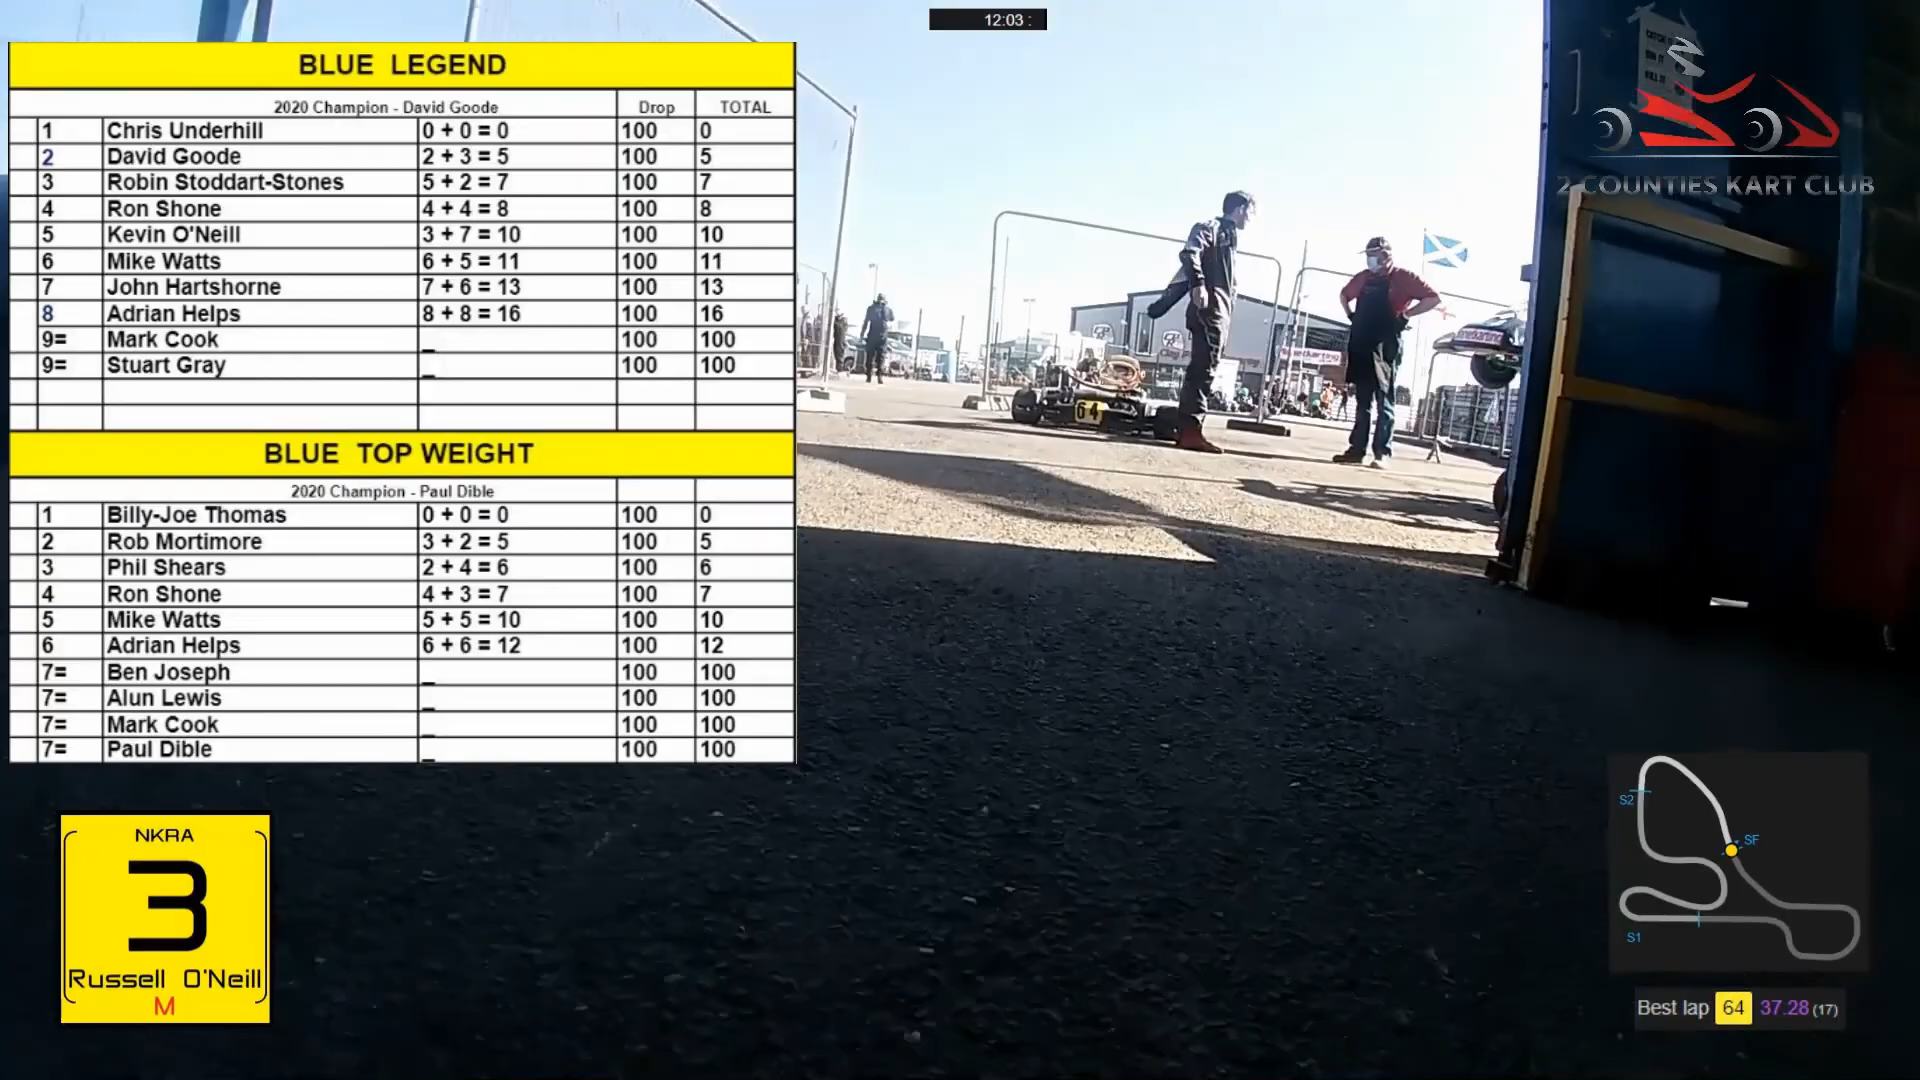 12:03 :
BLUE LEGEND
2020 Champion - David Goode Drop TOTAL
1 Chris Underhill 0 + 0 = 0 100 0
2 David Goode 2 + 3 = 5 100 5
3 Robin Stoddart-Stones 5 + 2 = 7 100 7
4 Ron Shone 4 + 4 = 8 100 8
5 Kevin O'Neill 3 + 7 = 10 100 10
6 Mike Watts 6 + 5 = 11 100 11
7 John Hartshorne 7 + 6 = 13 100 13
8 Adrian Helps 8 + 8 = 16 100 16
9= Mark Cook _ 100 100
9= Stuart Gray _ 100 100
BLUE TOP WEIGHT
2020 Champion - Paul Dible
1 Billy-Joe Thomas 0 + 0 = 0 100 0
2 Rob Mortimore 3 + 2 = 5 100 5
3 Phil Shears 2 + 4 = 6 100 6
4 Ron Shone 4 + 3 = 7 100 7
5 Mike Watts 5 + 5 = 10 100 10
6 Adrian Helps 6 + 6 = 12 100 12
7= Ben Joseph _ 100 100
7= Alun Lewis _ 100 100
7= Mark Cook _ 100 100
7= Paul Dible _ 100 100
2 COUNTIES KART CLUB
64
NKRA
3
Russell O'Neill
M
S2
SF
S1
Best lap 64 37.28 (17)